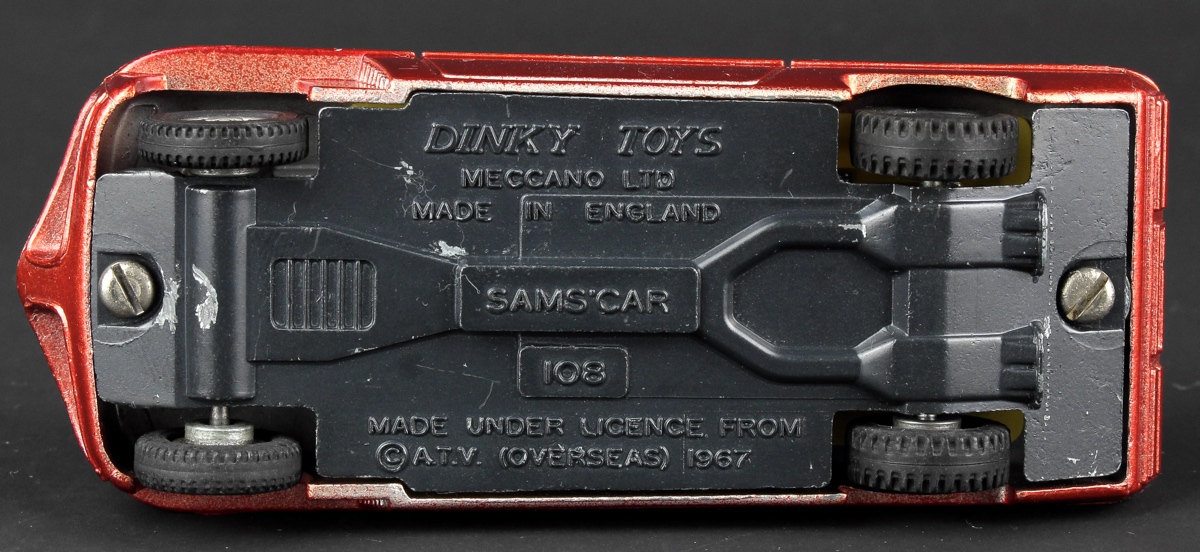 DINKY TOYS
MECCANO LTD
MADE IN ENGLAND
SAMS"CAR
108
MADE UNDER LICENCE FROM
© A.T.V. (OVERSEAS) 1967